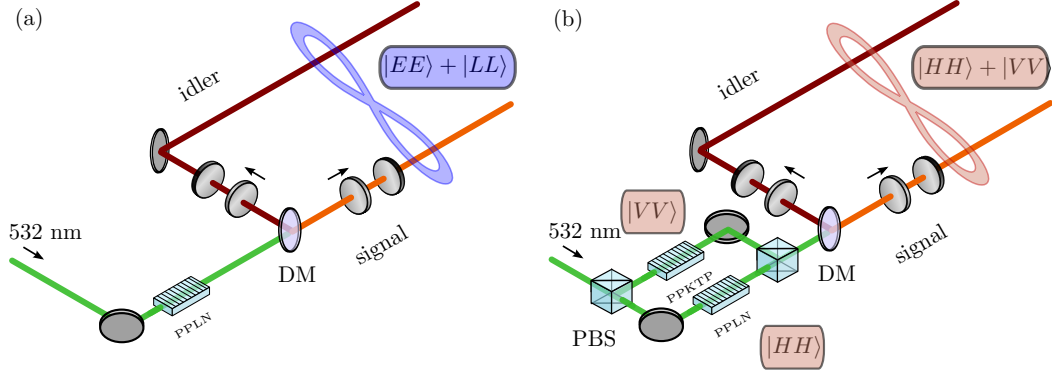 (a)
|EE⟩ + |LL⟩
idler
532 nm
signal
DM
PPLN
(b)
|HH⟩ + |VV⟩
idler
|VV⟩
532 nm
signal
DM
PPKTP
PPLN
PBS
|HH⟩